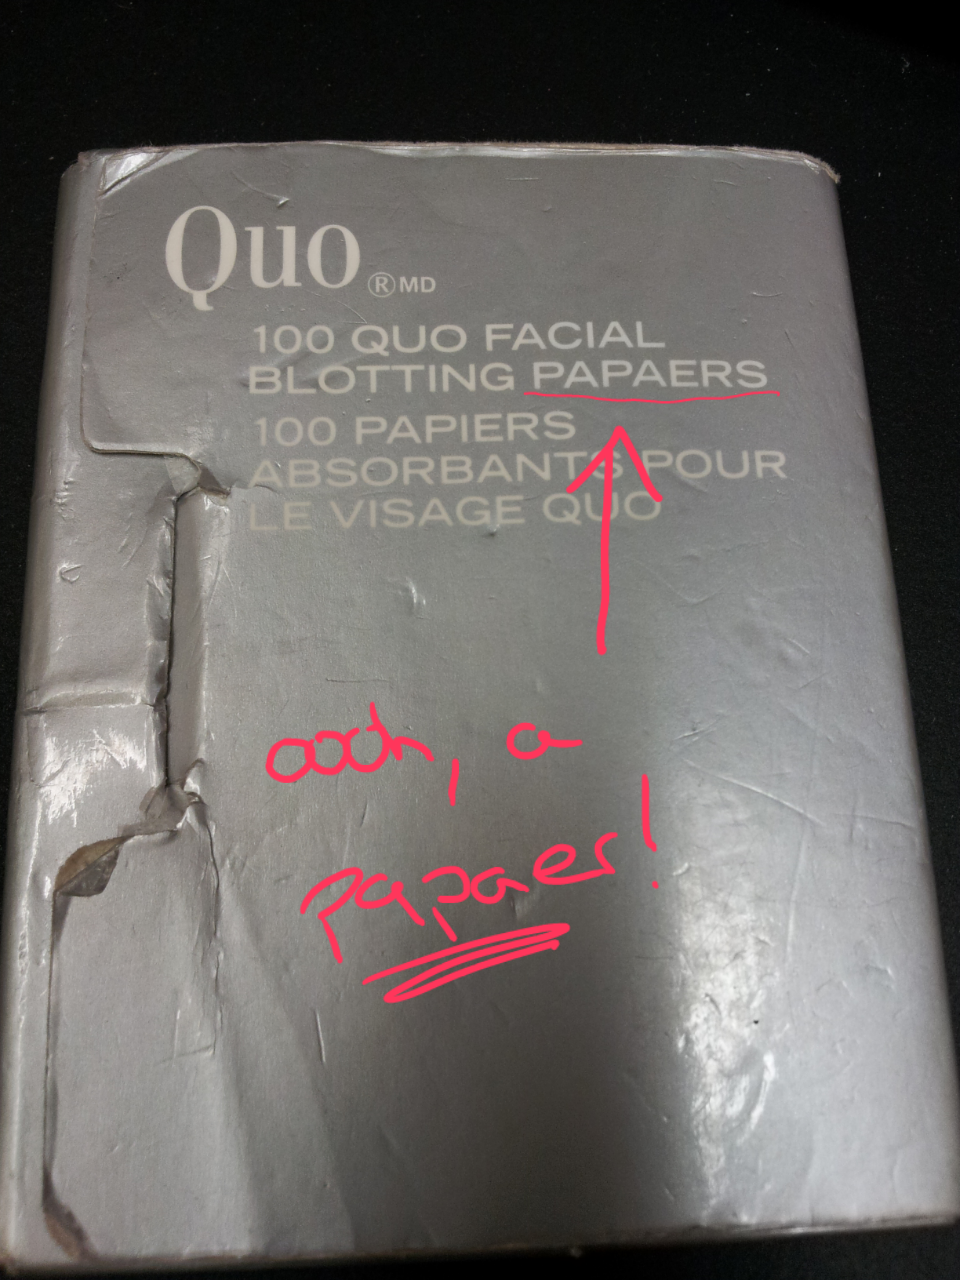 Quo ® MD
100 QUO FACIAL
BLOTTING PAPAERS
100 PAPIERS
ABSORBANTS POUR
LE VISAGE QUO
oooh, a
papaer!